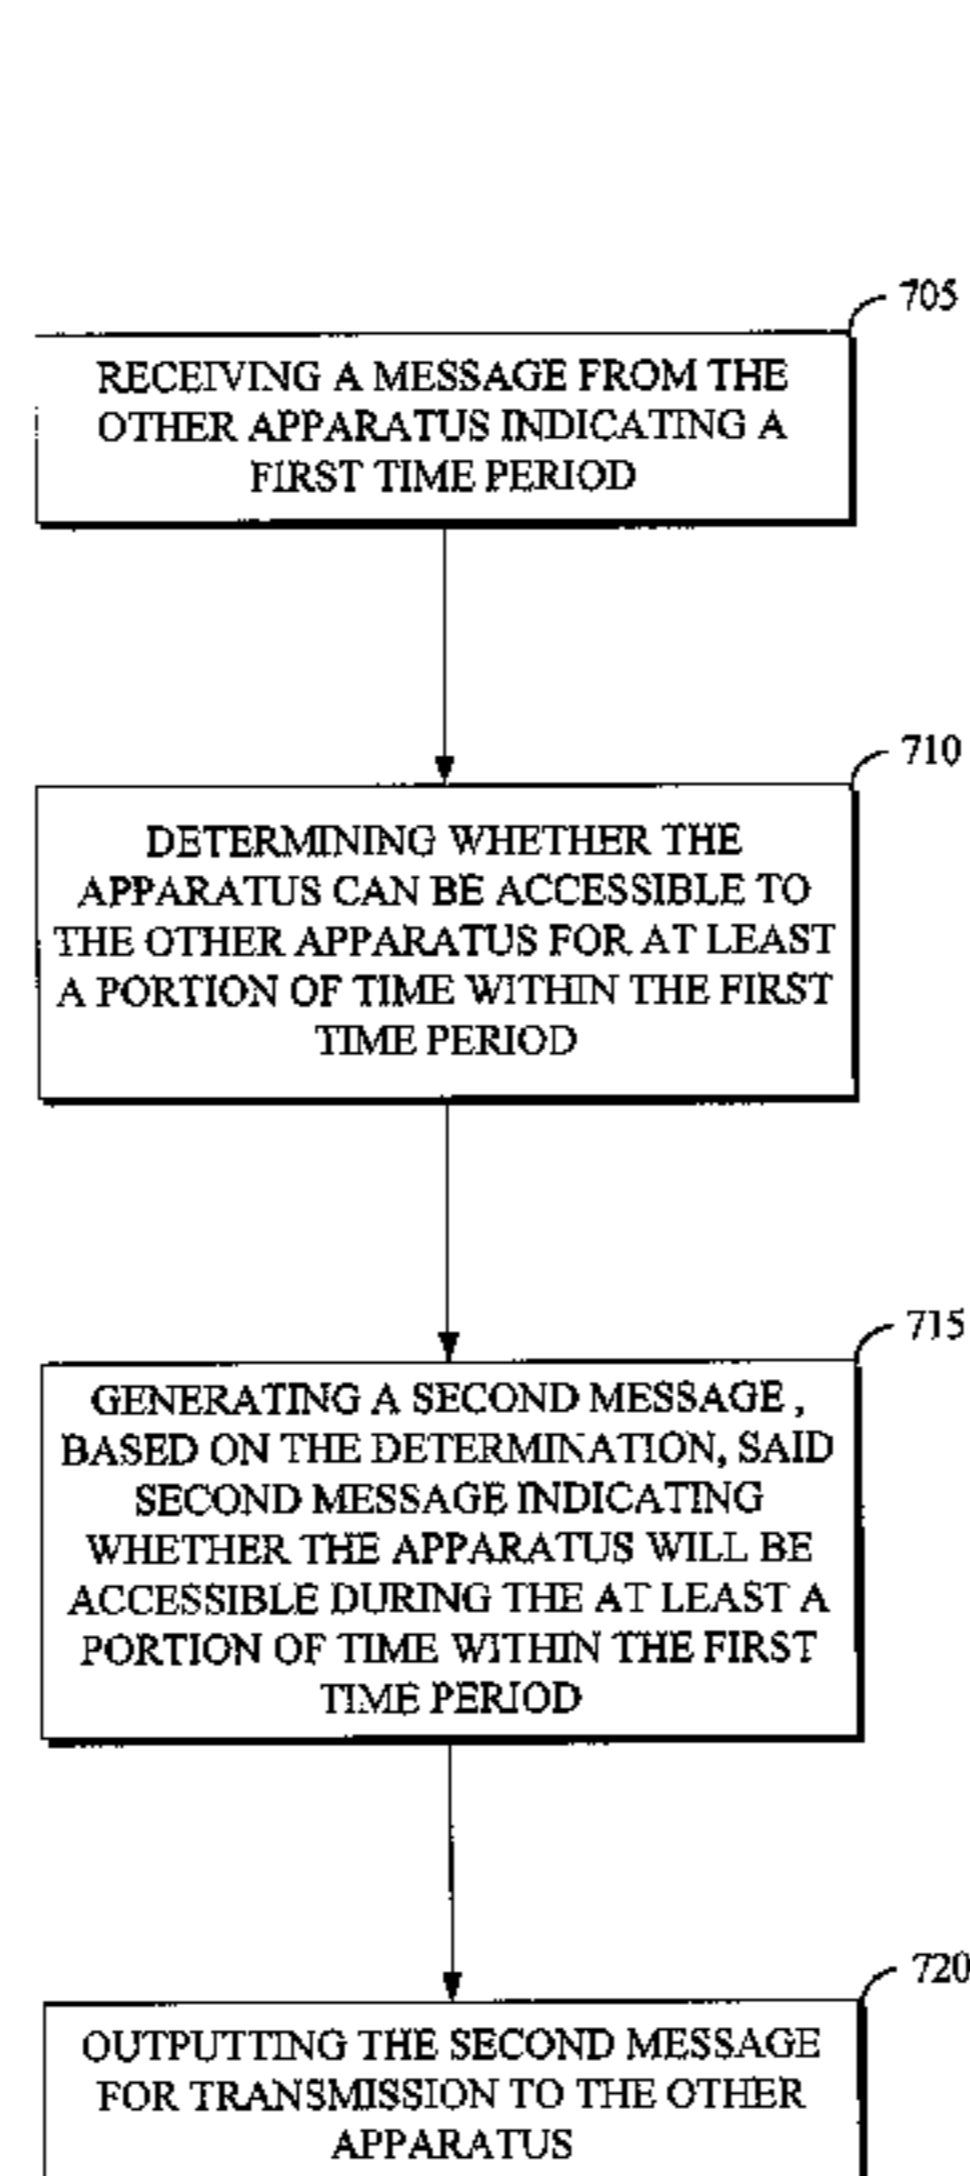 705
RECEIVING A MESSAGE FROM THE
OTHER APPARATUS INDICATING A
FIRST TIME PERIOD
710
DETERMINING WHETHER THE
APPARATUS CAN BE ACCESSIBLE TO
THE OTHER APPARATUS FOR AT LEAST
A PORTION OF TIME WITHIN THE FIRST
TIME PERIOD
715
GENERATING A SECOND MESSAGE ,
BASED ON THE DETERMINATION, SAID
SECOND MESSAGE INDICATING
WHETHER THE APPARATUS WILL BE
ACCESSIBLE DURING THE AT LEAST A
PORTION OF TIME WITHIN THE FIRST
TIME PERIOD
720
OUTPUTTING THE SECOND MESSAGE
FOR TRANSMISSION TO THE OTHER
APPARATUS